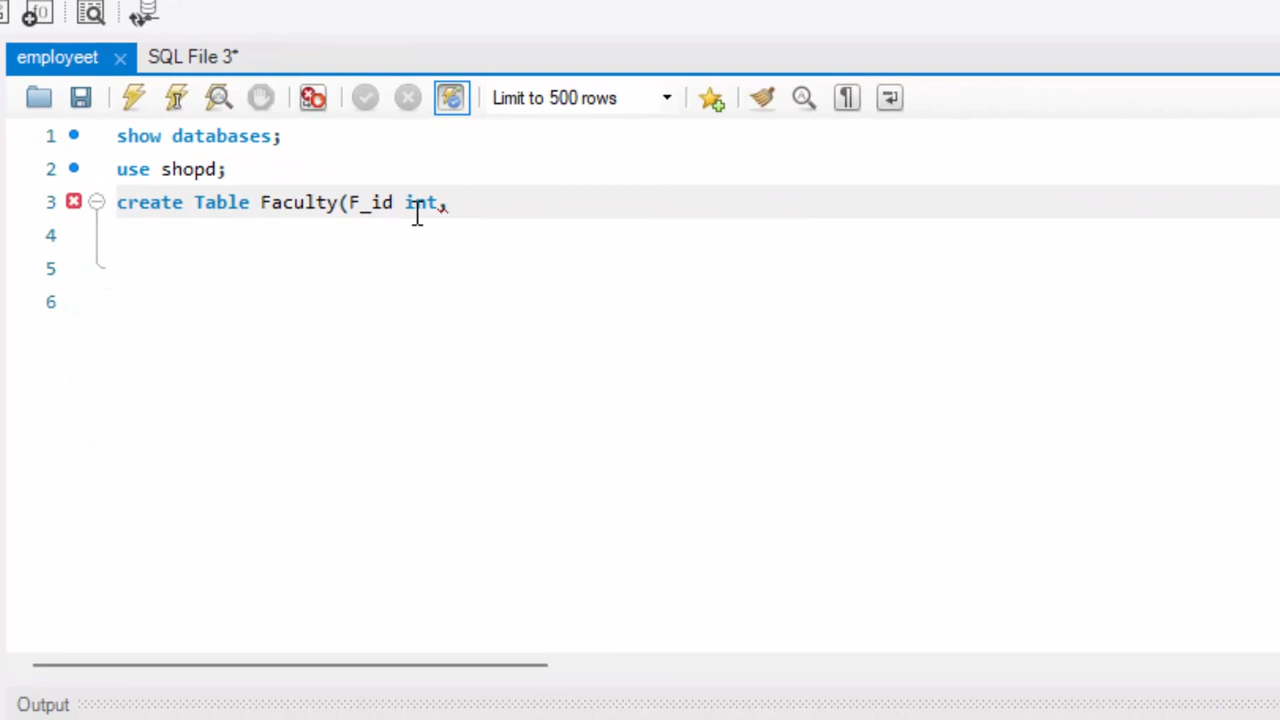 employeet
SQL File 3*
Limit to 500 rows
1 show databases;
2 use shopd;
3 create Table Faculty(F_id int,
4
5
6
Output